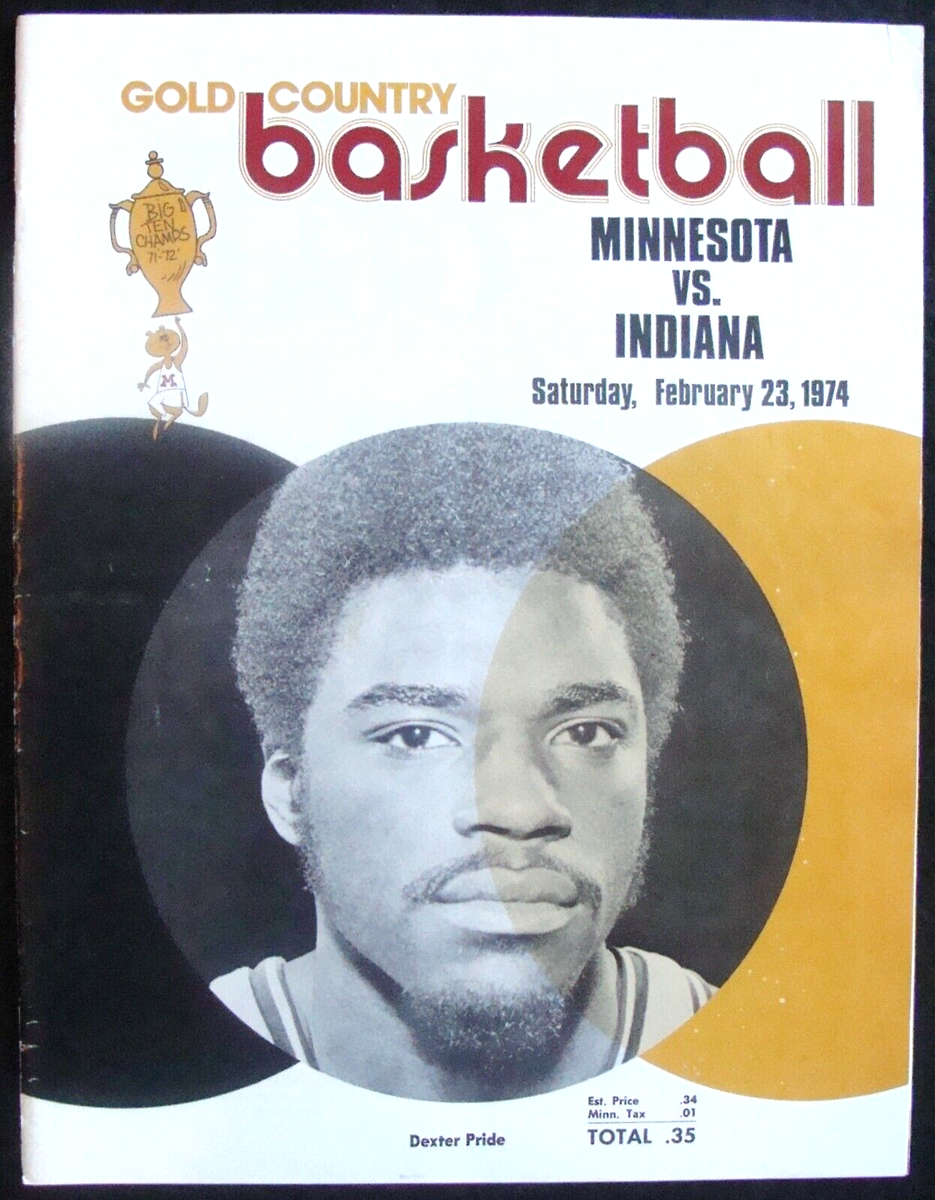 GOLD COUNTRY
basketball
BIG
TEN
CHAMPS
71-72'
M
MINNESOTA
VS.
INDIANA
Saturday, February 23, 1974
Est. Price .34
Minn. Tax .01
TOTAL .35
Dexter Pride